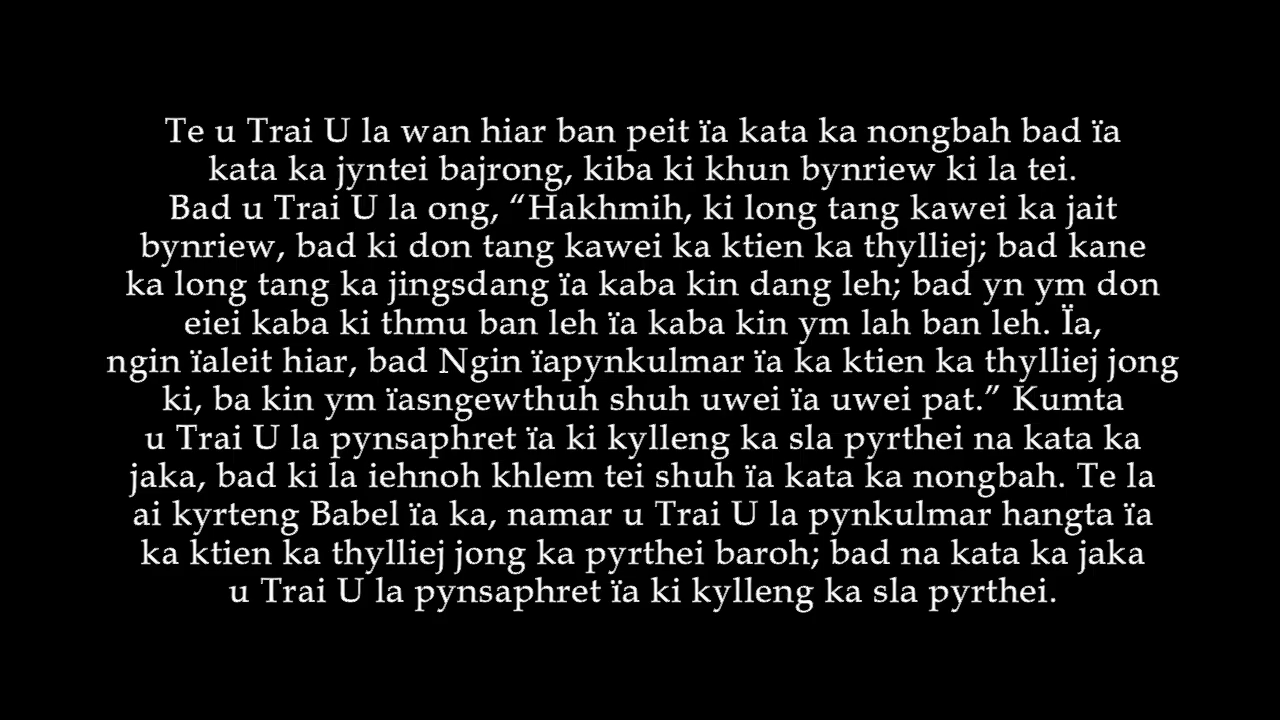 Te u Trai U la wan hiar ban peit ïa kata ka nongbah bad ïa
kata ka jyntei bajrong, kiba ki khun bynriew ki la tei.
Bad u Trai U la ong, “Hakhmih, ki long tang kawei ka jait
bynriew, bad ki don tang kawei ka ktien ka thylliej; bad kane
ka long tang ka jingsdang ïa kaba kin dang leh; bad yn ym don
eiei kaba ki thmu ban leh ïa kaba kin ym lah ban leh. Ïa,
ngin ïaleit hiar, bad Ngin ïapynkulmar ïa ka ktien ka thylliej jong
ki, ba kin ym ïasngewthuh shuh uwei ïa uwei pat.” Kumta
u Trai U la pynsaphret ïa ki kylleng ka sla pyrthei na kata ka
jaka, bad ki la iehnoh khlem tei shuh ïa kata ka nongbah. Te la
ai kyrteng Babel ïa ka, namar u Trai U la pynkulmar hangta ïa
ka ktien ka thylliej jong ka pyrthei baroh; bad na kata ka jaka
u Trai U la pynsaphret ïa ki kylleng ka sla pyrthei.